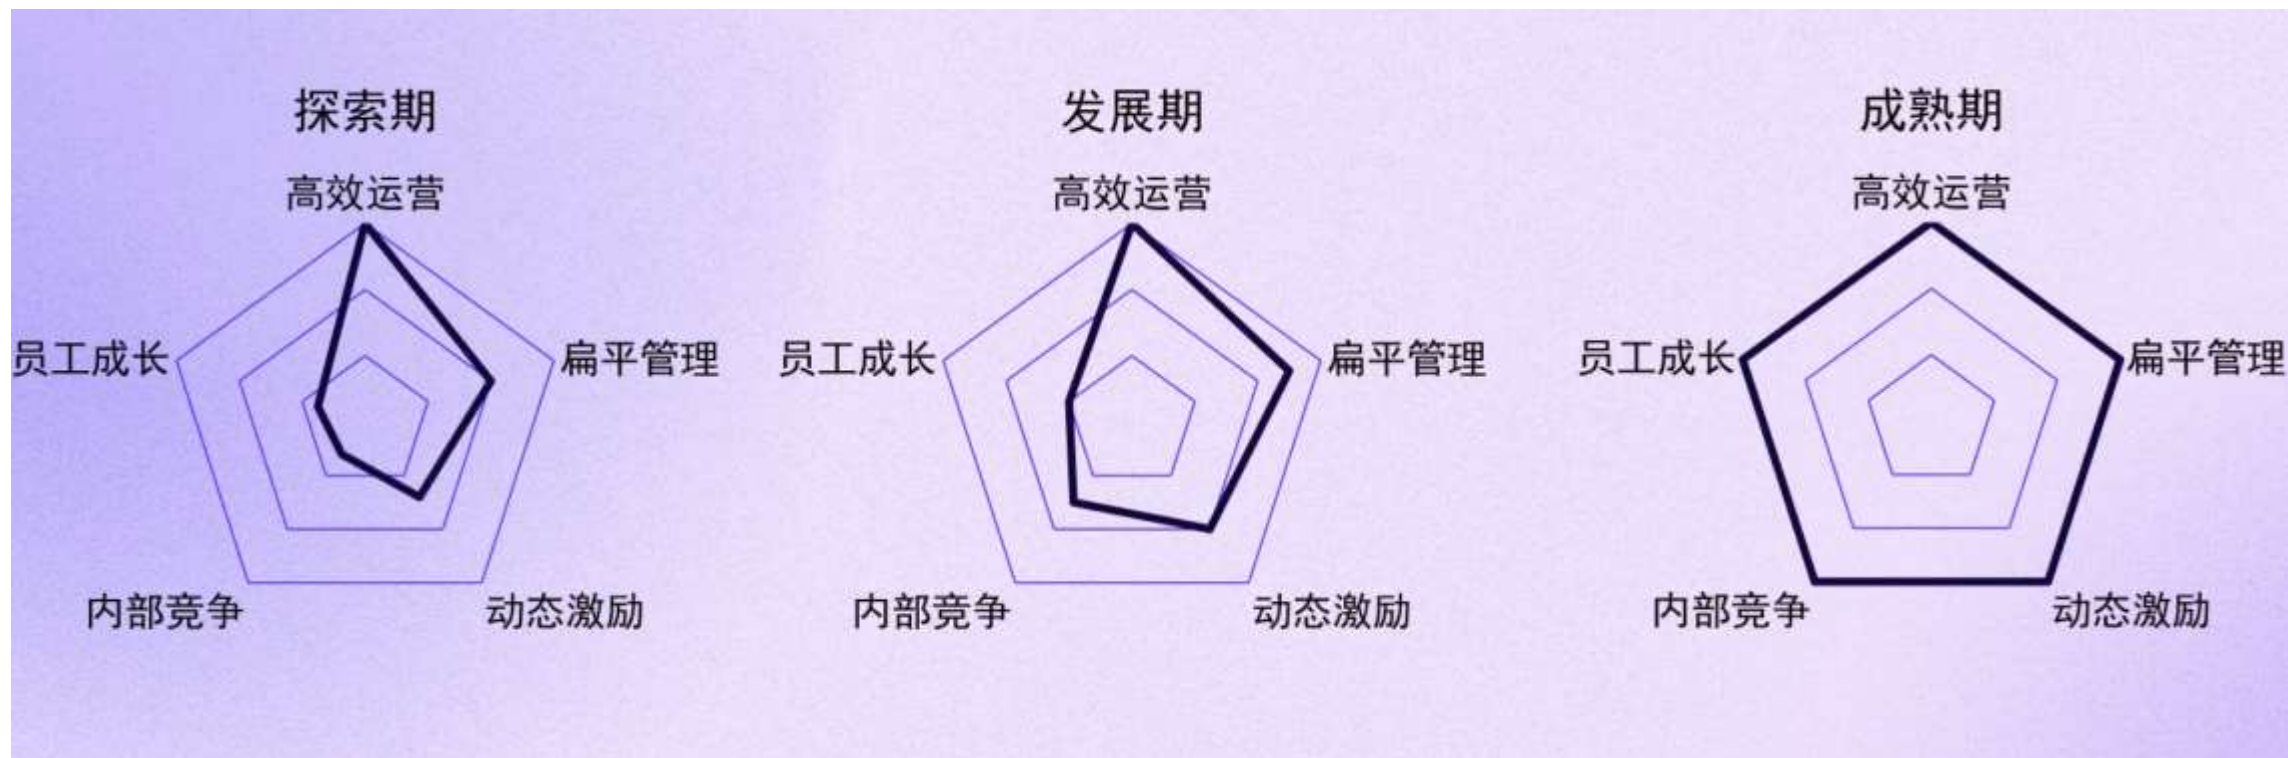 探索期
高效运营
员工成长
扁平管理
内部竞争
动态激励
发展期
高效运营
员工成长
扁平管理
内部竞争
动态激励
成熟期
高效运营
员工成长
扁平管理
内部竞争
动态激励